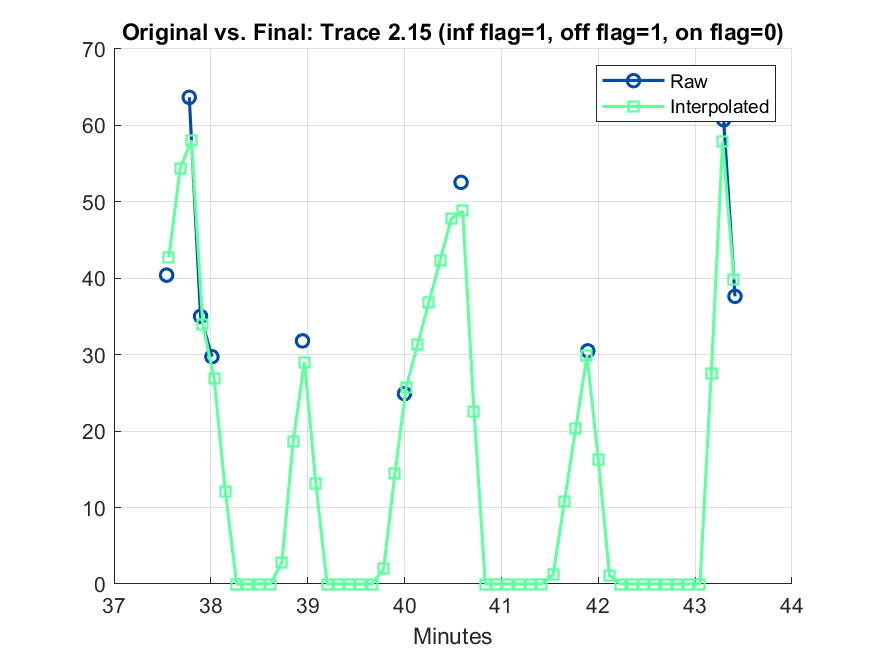 Original vs. Final: Trace 2.15 (inf flag=1, off flag=1, on flag=0)
70
60
50
40
30
20
10
0
Raw
Interpolated
37 38 39 40 41 42 43 44
Minutes